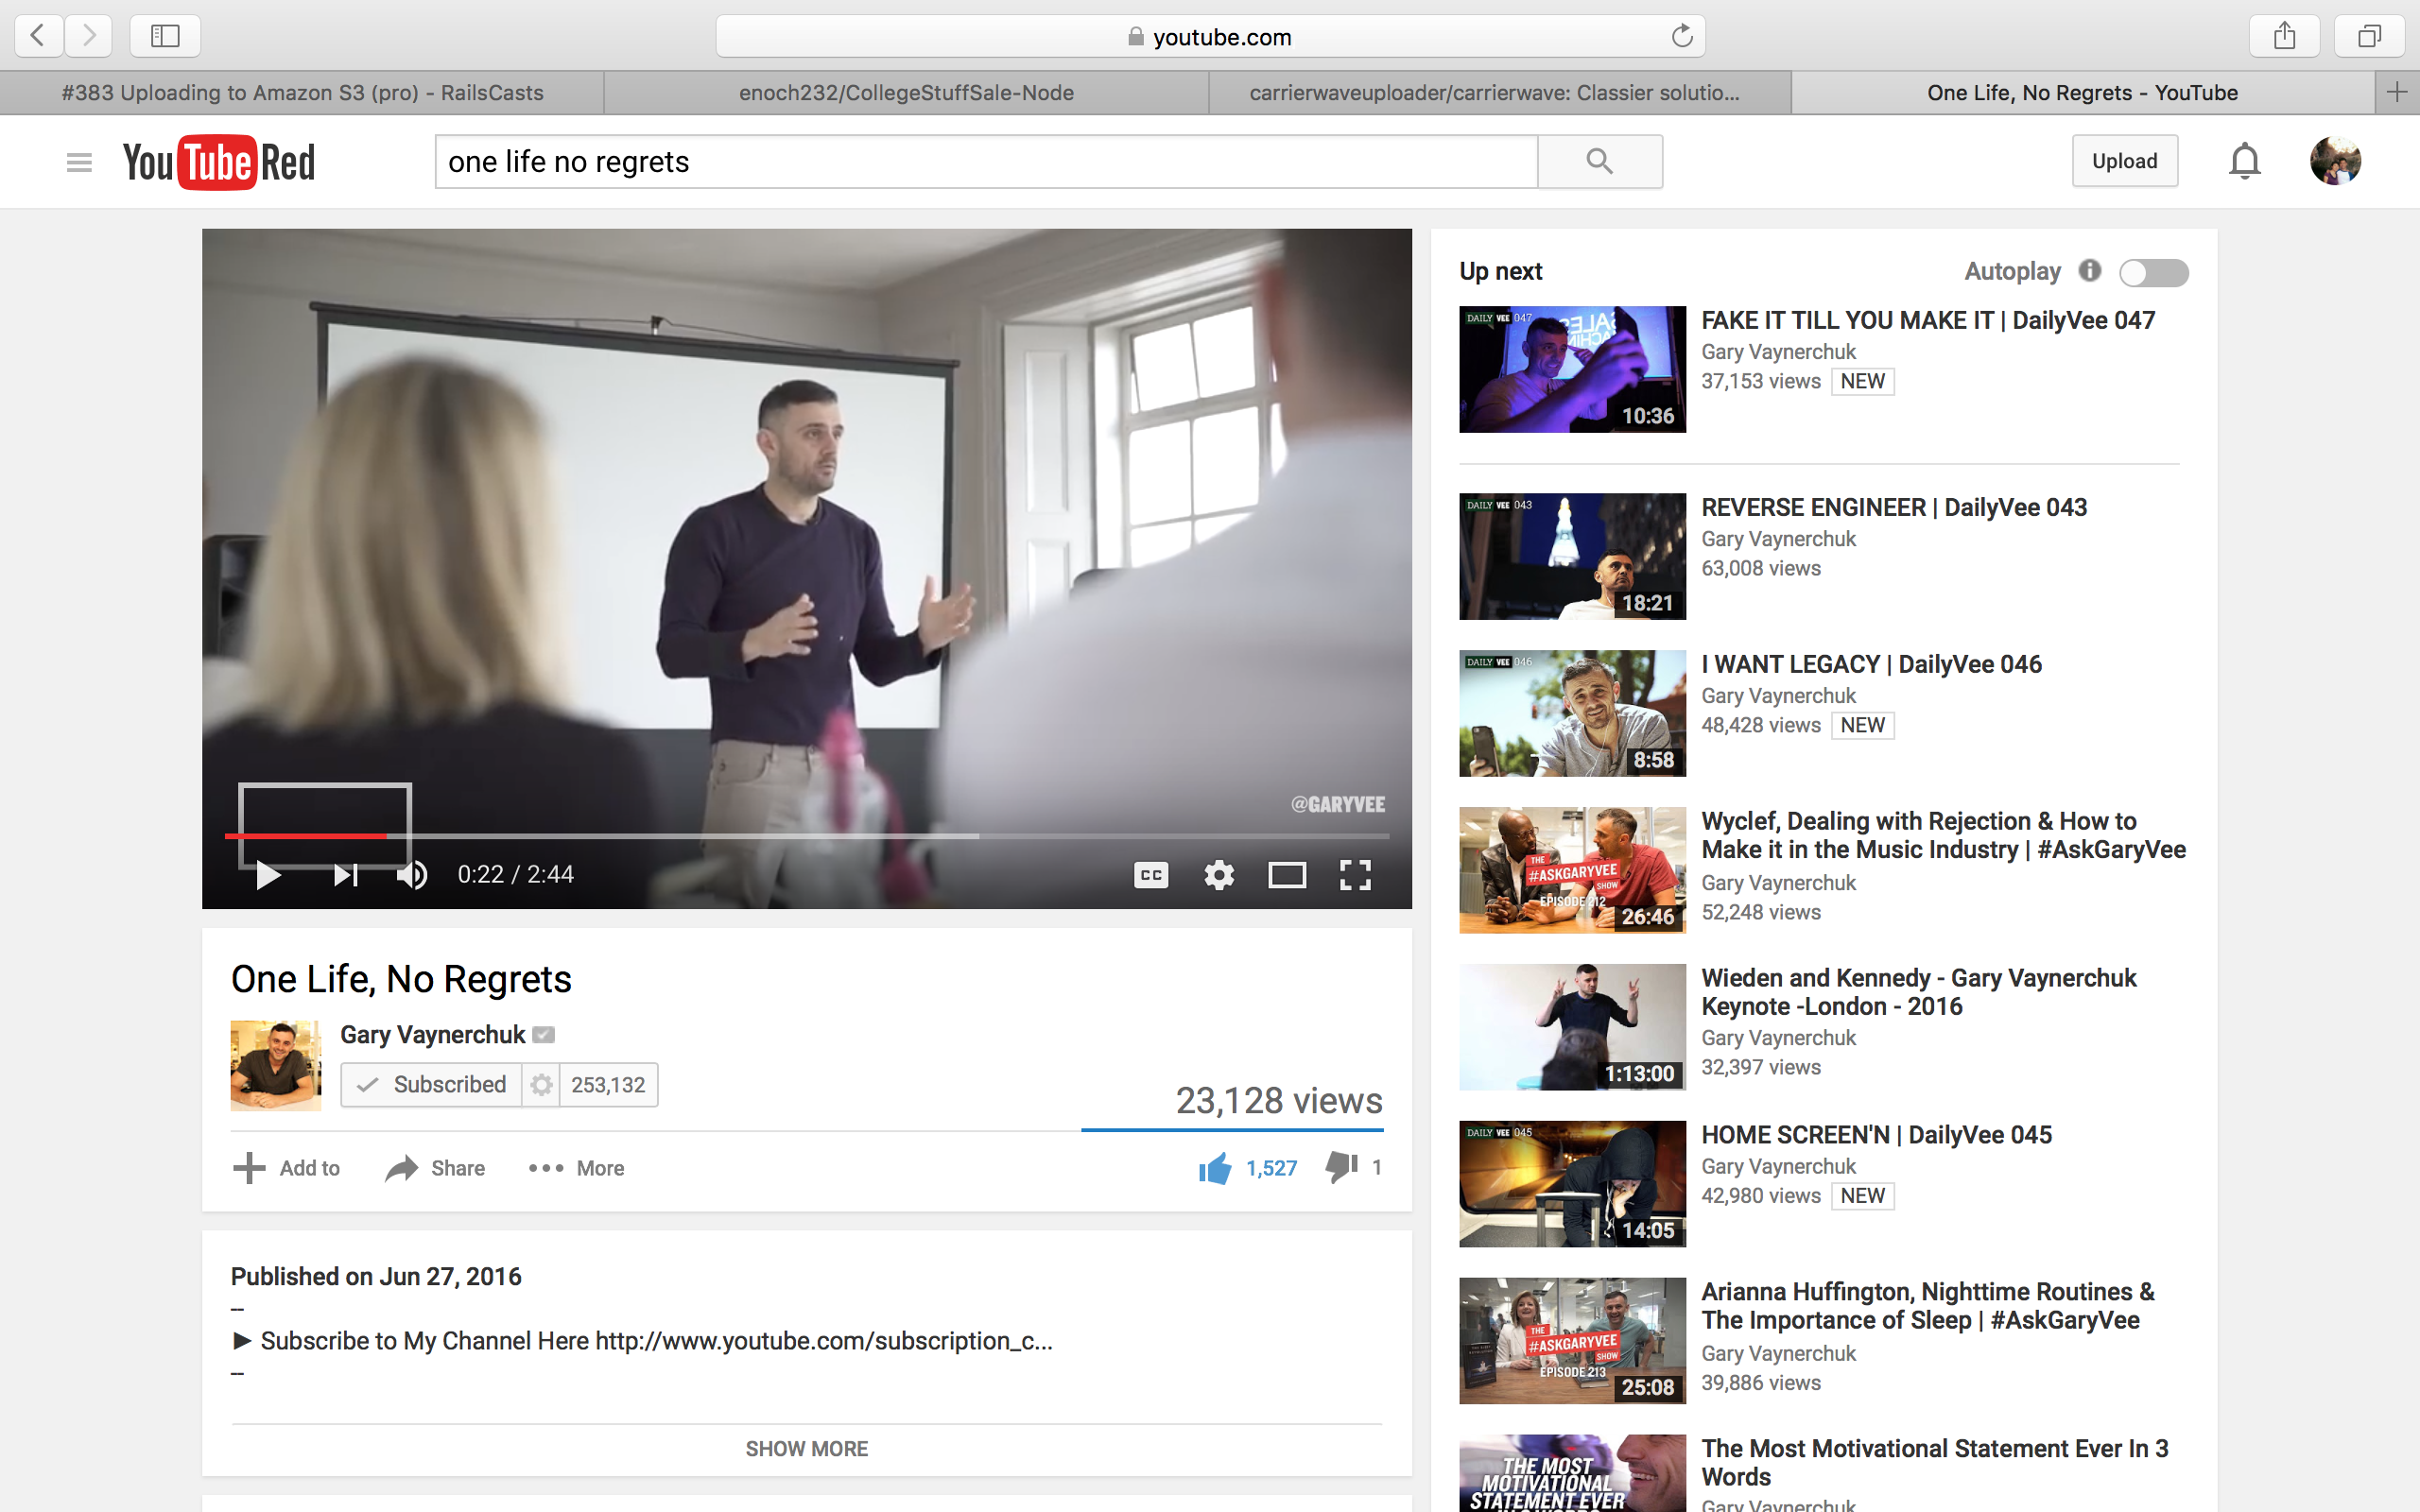 youtube.com
#383 Uploading to Amazon S3 (pro) - RailsCasts
enoch232/CollegeStuffSale-Node
carrierwaveuploader/carrierwave: Classier solutio...
One Life, No Regrets - YouTube
YouTube Red
one life no regrets
Upload
@GARYVEE
0:22 / 2:44
CC
One Life, No Regrets
Gary Vaynerchuk
Subscribed
253,132
23,128 views
Add to
Share
More
1,527
1
Published on Jun 27, 2016
--
► Subscribe to My Channel Here http://www.youtube.com/subscription_c...
--
SHOW MORE
Up next
Autoplay
DAILY VEE 047
10:36
FAKE IT TILL YOU MAKE IT | DailyVee 047
Gary Vaynerchuk
37,153 views NEW
DAILY VEE 043
18:21
REVERSE ENGINEER | DailyVee 043
Gary Vaynerchuk
63,008 views
DAILY VEE 046
8:58
I WANT LEGACY | DailyVee 046
Gary Vaynerchuk
48,428 views NEW
THE
#ASKGARYVEE
SHOW
EPISODE 212
26:46
Wyclef, Dealing with Rejection & How to
Make it in the Music Industry | #AskGaryVee
Gary Vaynerchuk
52,248 views
1:13:00
Wieden and Kennedy - Gary Vaynerchuk
Keynote -London - 2016
Gary Vaynerchuk
32,397 views
DAILY VEE 045
14:05
HOME SCREEN'N | DailyVee 045
Gary Vaynerchuk
42,980 views NEW
THE
#ASKGARYVEE
SHOW
EPISODE 213
25:08
Arianna Huffington, Nighttime Routines &
The Importance of Sleep | #AskGaryVee
Gary Vaynerchuk
39,886 views
THE MOST
MOTIVATIONAL
STATEMENT EVER
The Most Motivational Statement Ever In 3
Words
Gary Vaynerchuk